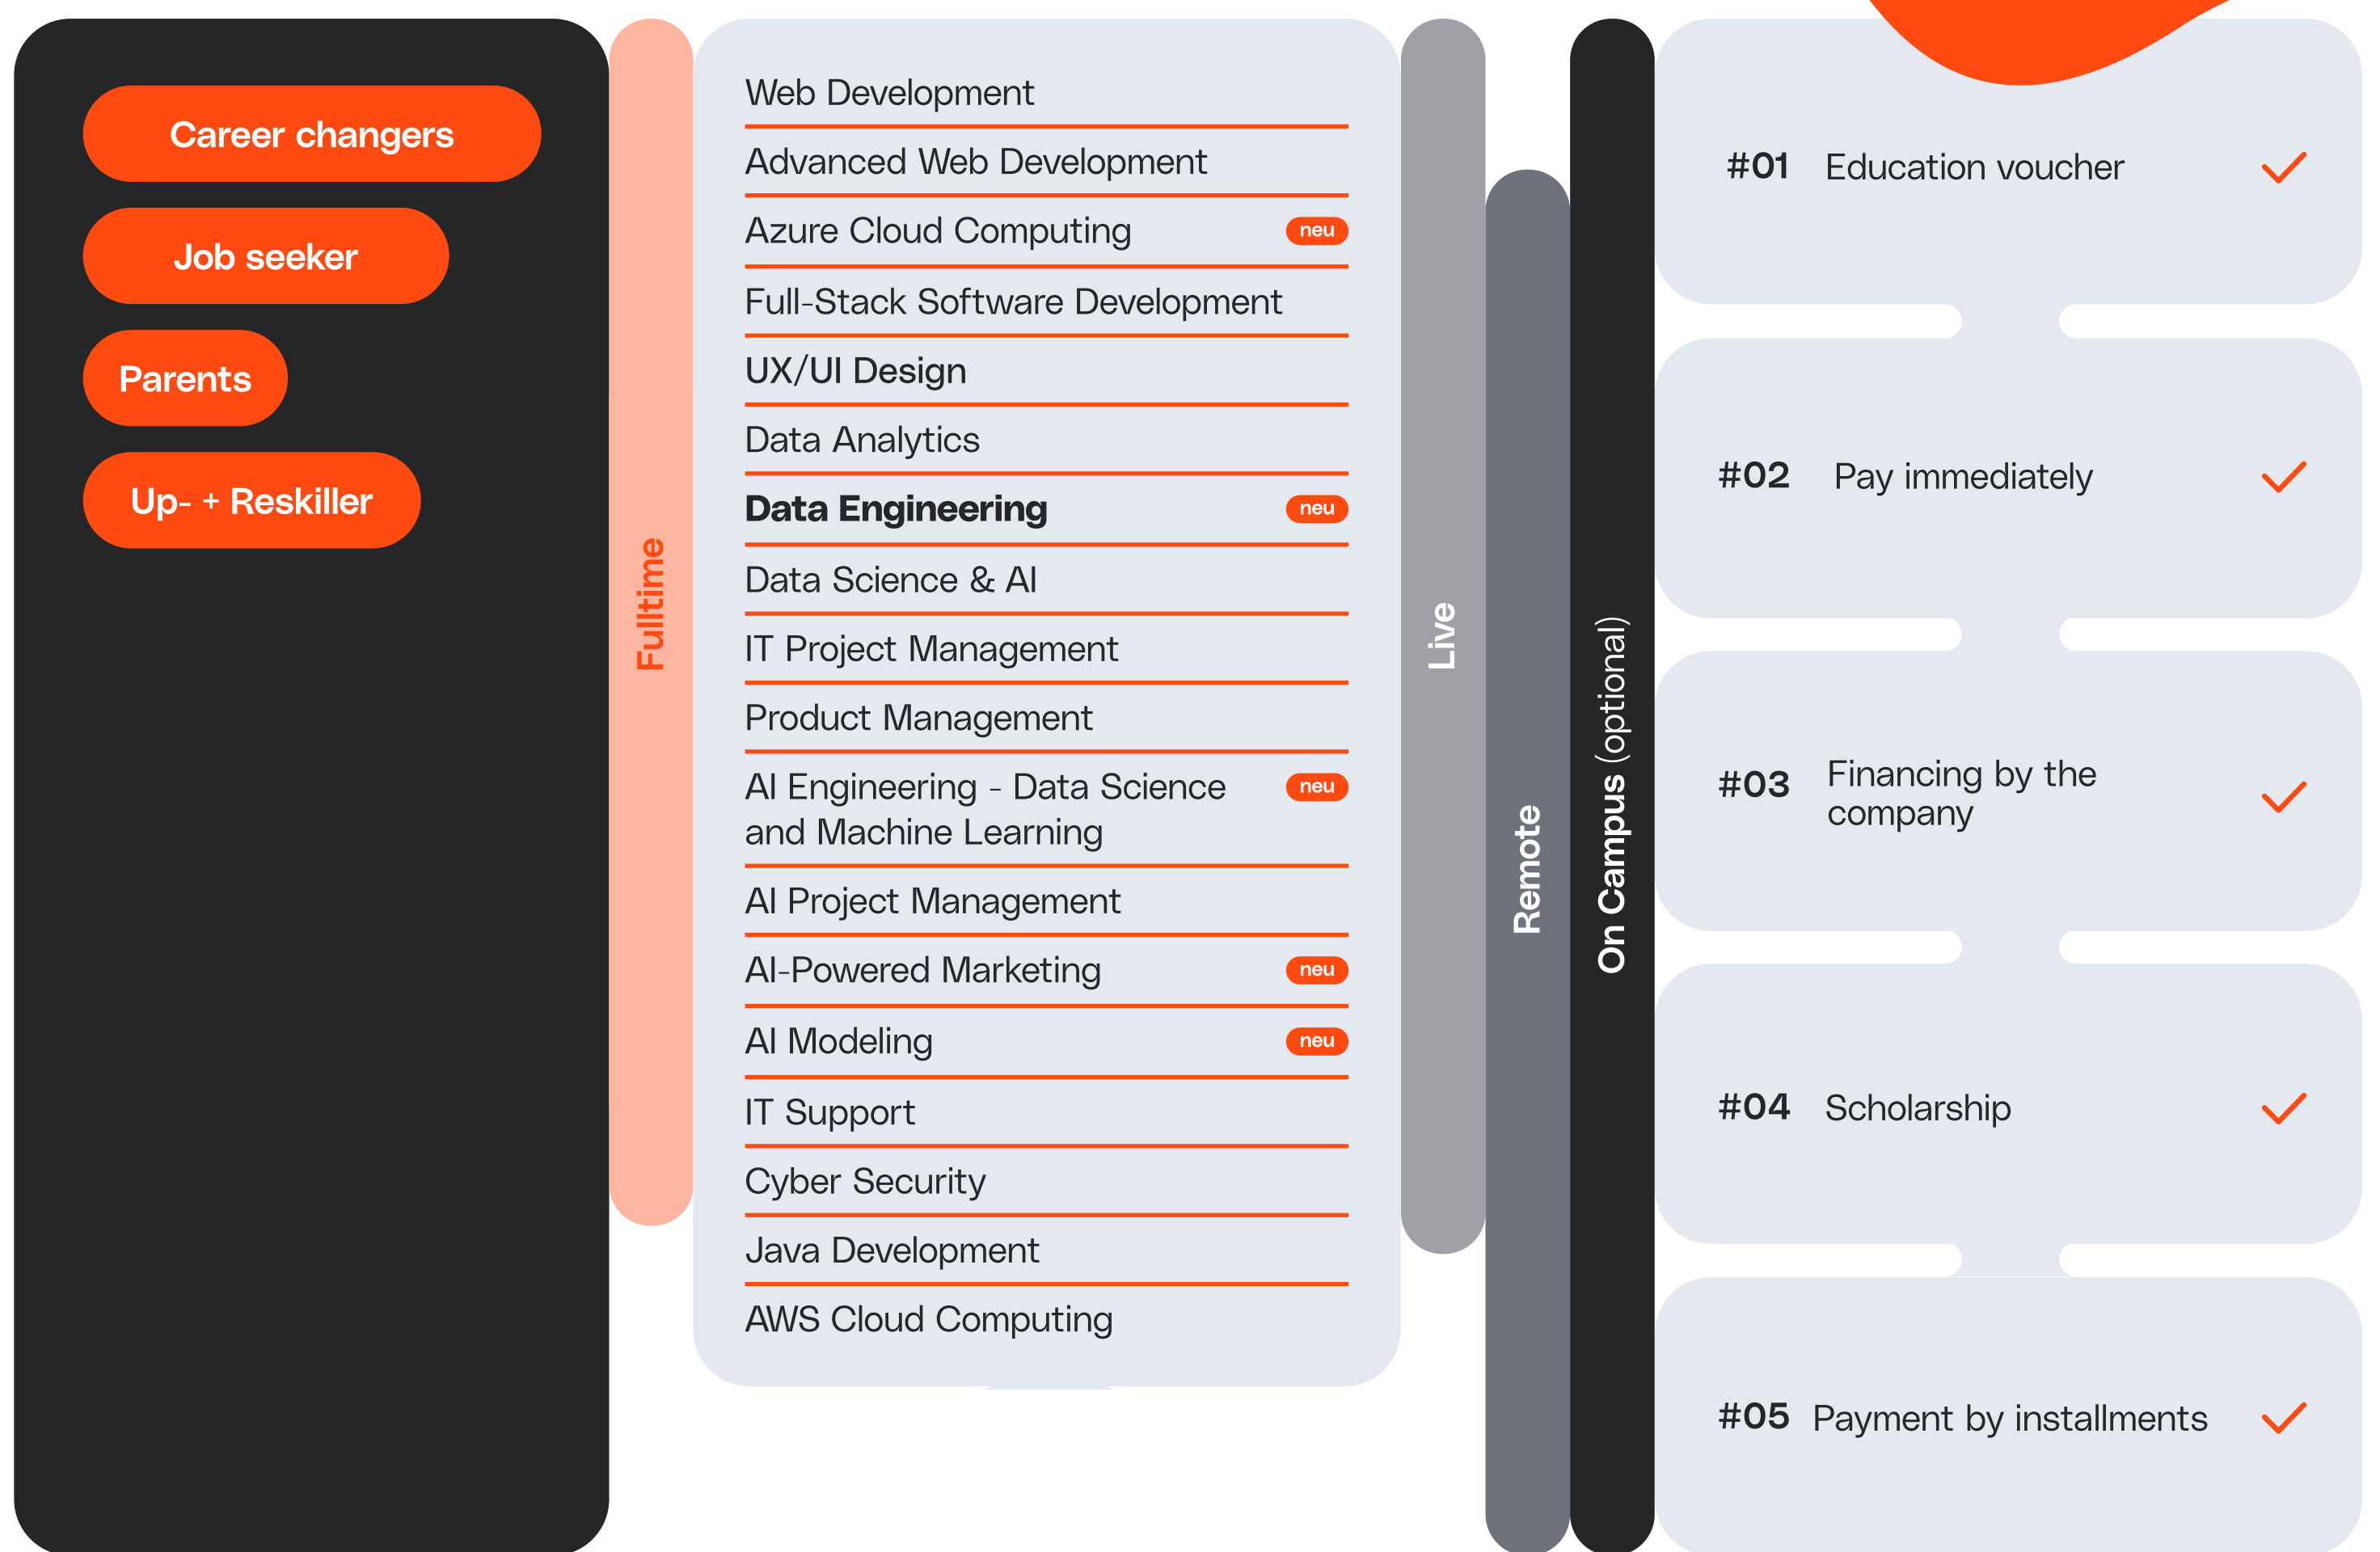 Career changers
Job seeker
Parents
Up- + Reskiller
Fulltime
Web Development
Advanced Web Development
Azure Cloud Computing neu
Full-Stack Software Development
UX/UI Design
Data Analytics
Data Engineering neu
Data Science & AI
IT Project Management
Product Management
AI Engineering - Data Science neu
and Machine Learning
AI Project Management
AI-Powered Marketing neu
AI Modeling neu
IT Support
Cyber Security
Java Development
AWS Cloud Computing
Live
Remote
On Campus (optional)
#01 Education voucher
#02 Pay immediately
#03 Financing by the
company
#04 Scholarship
#05 Payment by installments